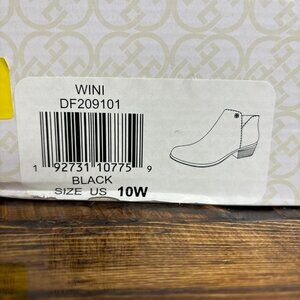 WINI
DF209101
1 92731 10775 9
BLACK
SIZE US 10W